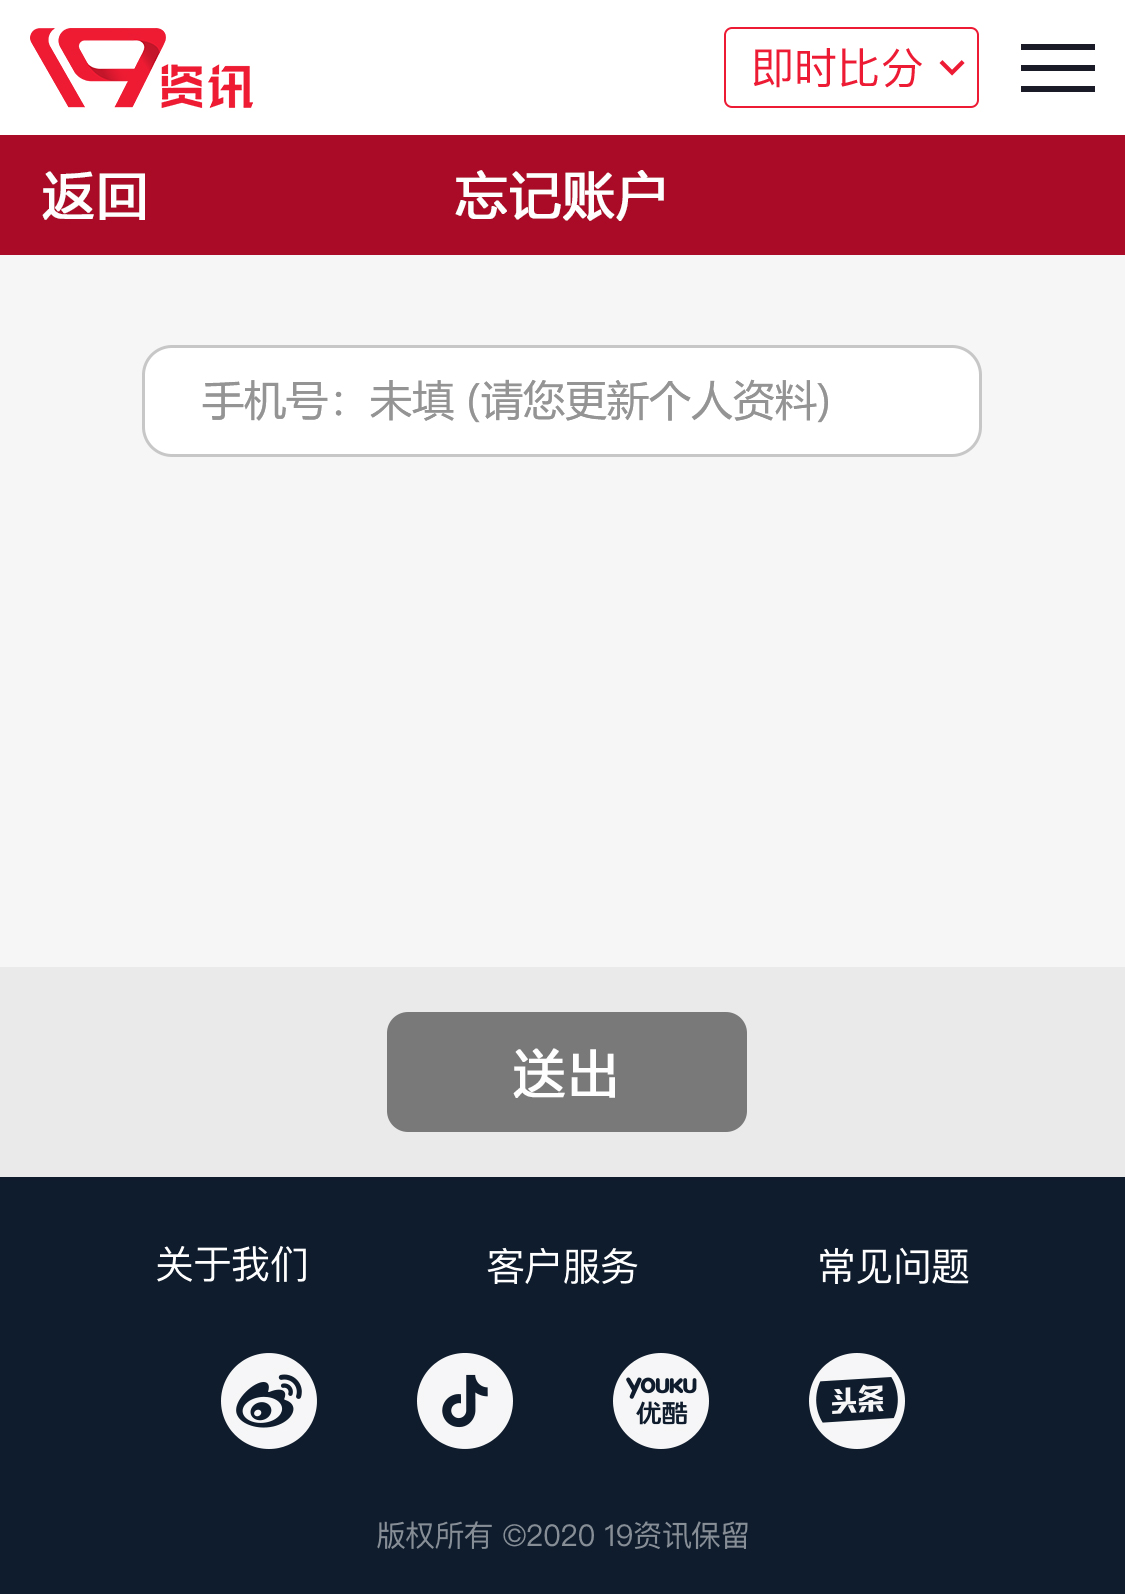 19资讯
即时比分
返回
忘记账户
手机号：未填 (请您更新个人资料)
送出
关于我们
客户服务
常见问题
YOUKU
优酷
头条
版权所有 ©2020 19资讯保留